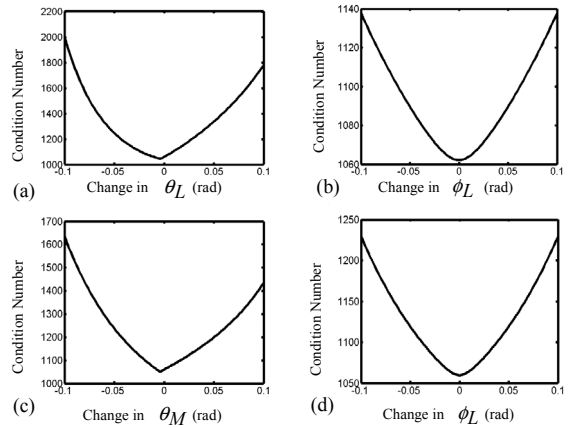 2200
2000
1800
1600
1400
1200
1000
-0.1 -0.05 0 0.05 0.1
Condition Number
(a) Change in θL (rad)
1140
1120
1100
1080
1060
-0.1 -0.05 0 0.05 0.1
Condition Number
(b) Change in ϕL (rad)
1700
1600
1500
1400
1300
1200
1100
1000
-0.1 -0.05 0 0.05 0.1
Condition Number
(c) Change in θM (rad)
1250
1200
1150
1100
1050
-0.1 -0.05 0 0.05 0.1
Condition Number
(d) Change in ϕL (rad)